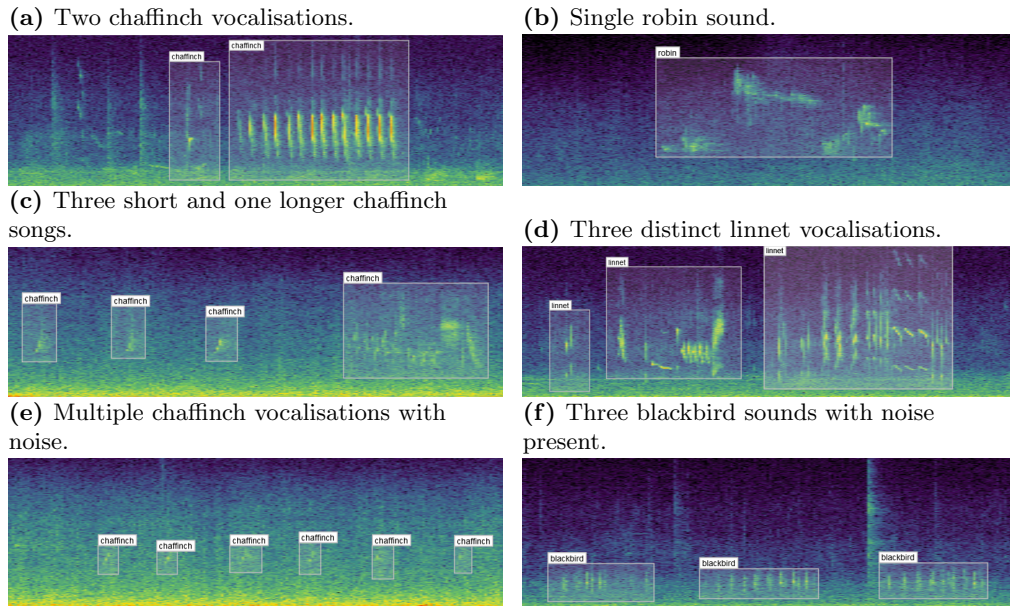 (a) Two chaffinch vocalisations.
chaffinch
chaffinch
(b) Single robin sound.
robin
(c) Three short and one longer chaffinch
songs.
chaffinch
chaffinch
chaffinch
chaffinch
(d) Three distinct linnet vocalisations.
linnet
linnet
linnet
(e) Multiple chaffinch vocalisations with
noise.
chaffinch
chaffinch
chaffinch
chaffinch
chaffinch
chaffinch
(f) Three blackbird sounds with noise
present.
blackbird
blackbird
blackbird